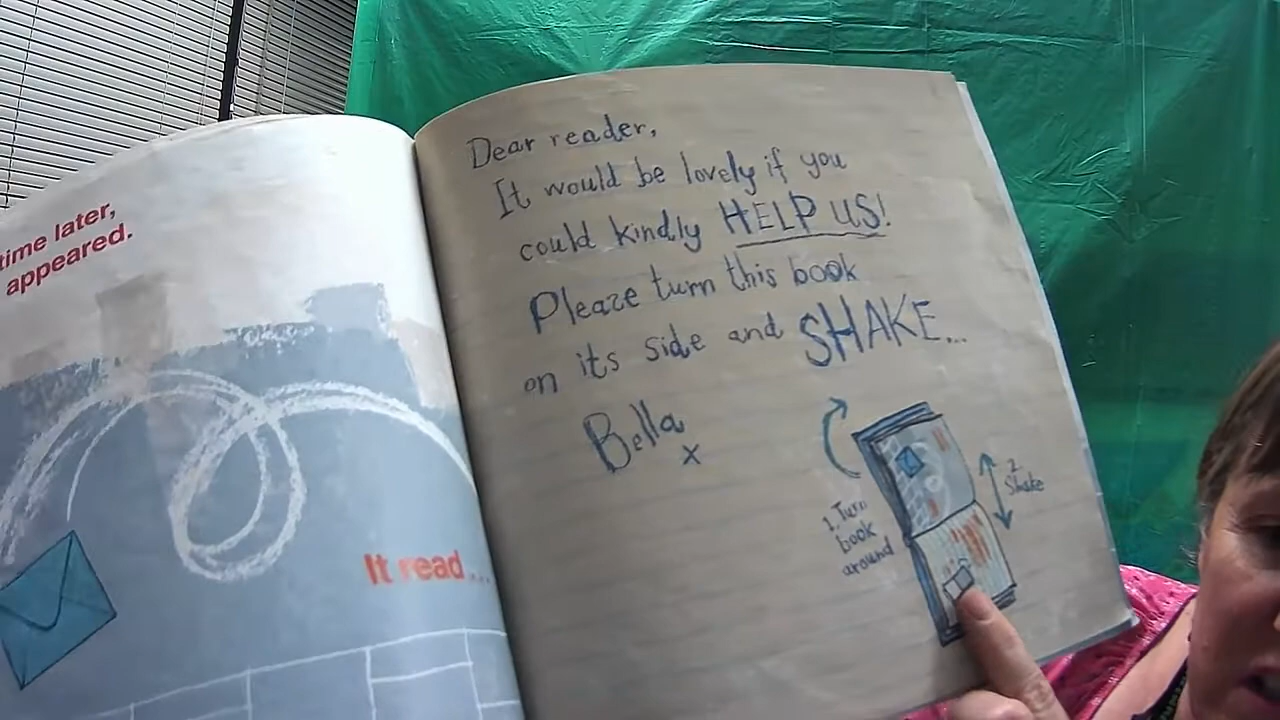 time later,
appeared.
It read...
Dear reader,
It would be lovely if you
could kindly HELP US!
Please turn this book
on its side and SHAKE...
Bella
x
1. Turn
book
around
2
Shake